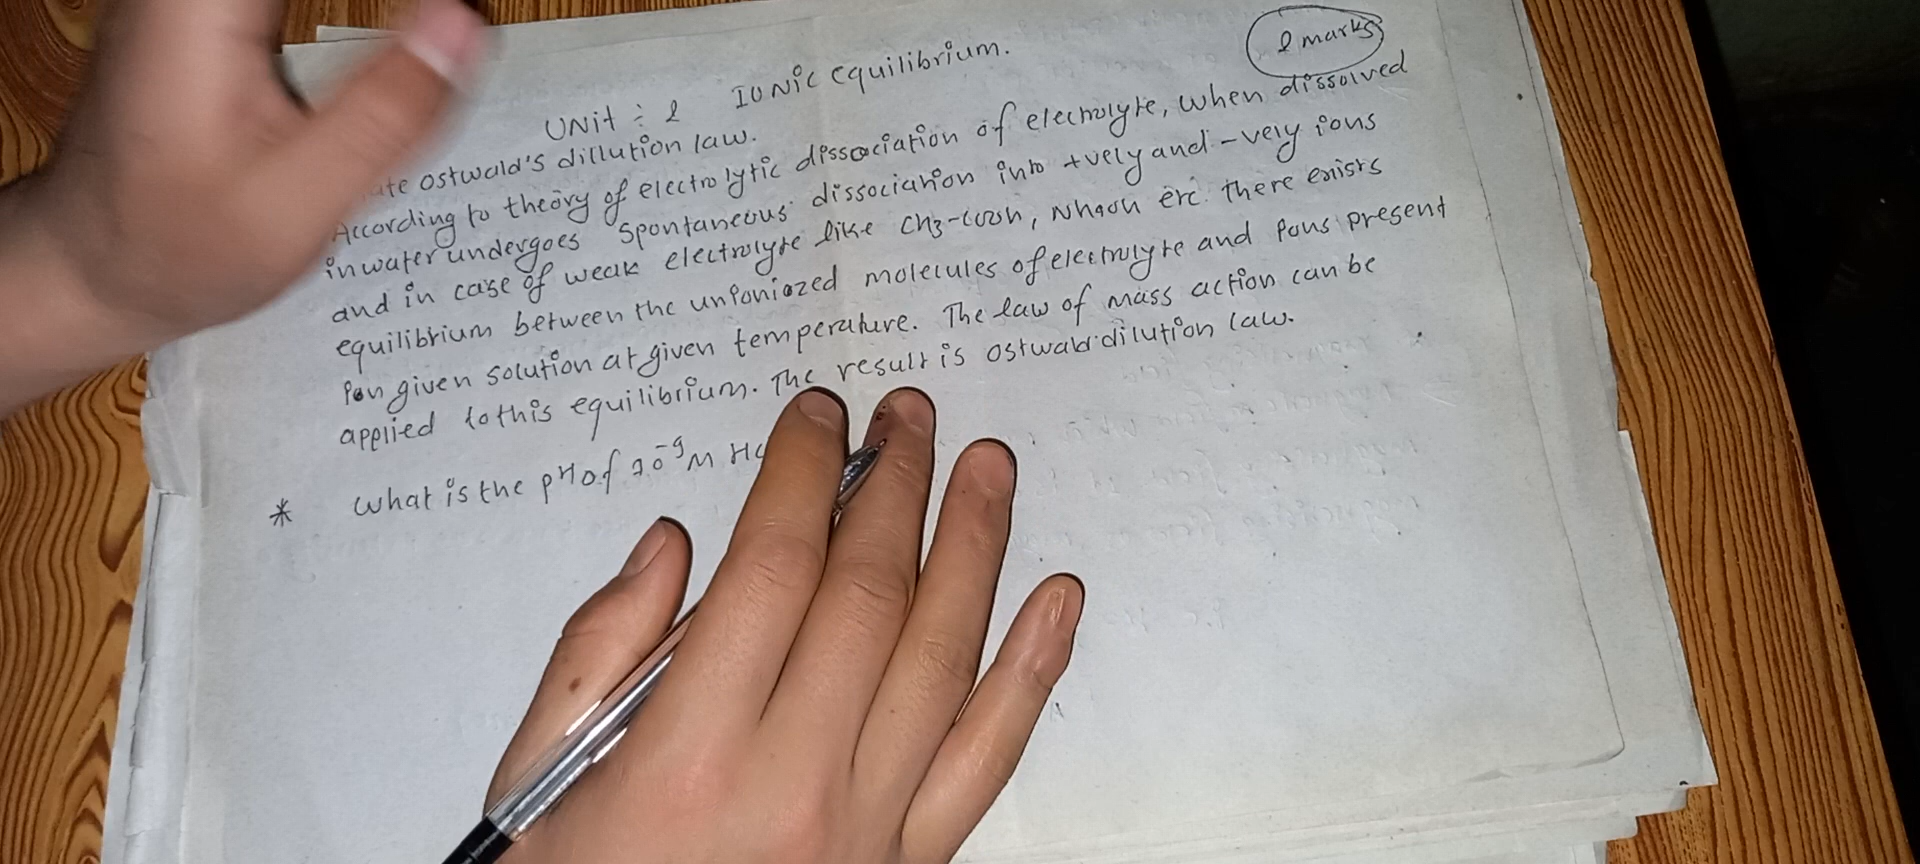 2 marks
UNit : 2 IONic equilibrium.
ate ostwald's dillution law.
According to theory of electrolytic dissociation of electrolyte, when dissolved
in water undergoes spontaneous dissociation into +vely and -vely ions
and in case of weak electrolyte like CH3-COOH, NH4OH etc. there exists
equilibrium between the unionized molecules of electrolyte and ions present
ion given solution at given temperature. The law of mass action can be
applied to this equilibrium. The result is ostwald dilution law.
* What is the pH of 10-9 M HC